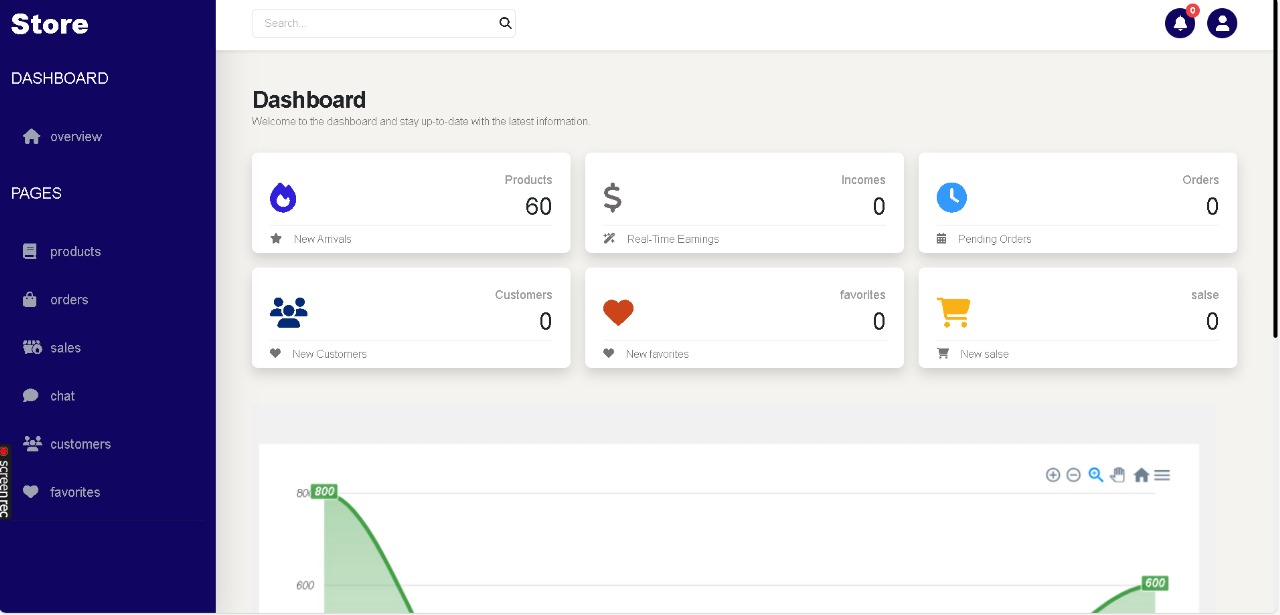 Store
DASHBOARD
overview
PAGES
products
orders
sales
chat
customers
favorites
screen rec
Search...
0
Dashboard
Welcome to the dashboard and stay up-to-date with the latest information.
Products
60
New Arrivals
Incomes
0
Real-Time Earnings
Orders
0
Pending Orders
Customers
0
New Customers
favorites
0
New favorites
salse
0
New salse
800
800
600
600